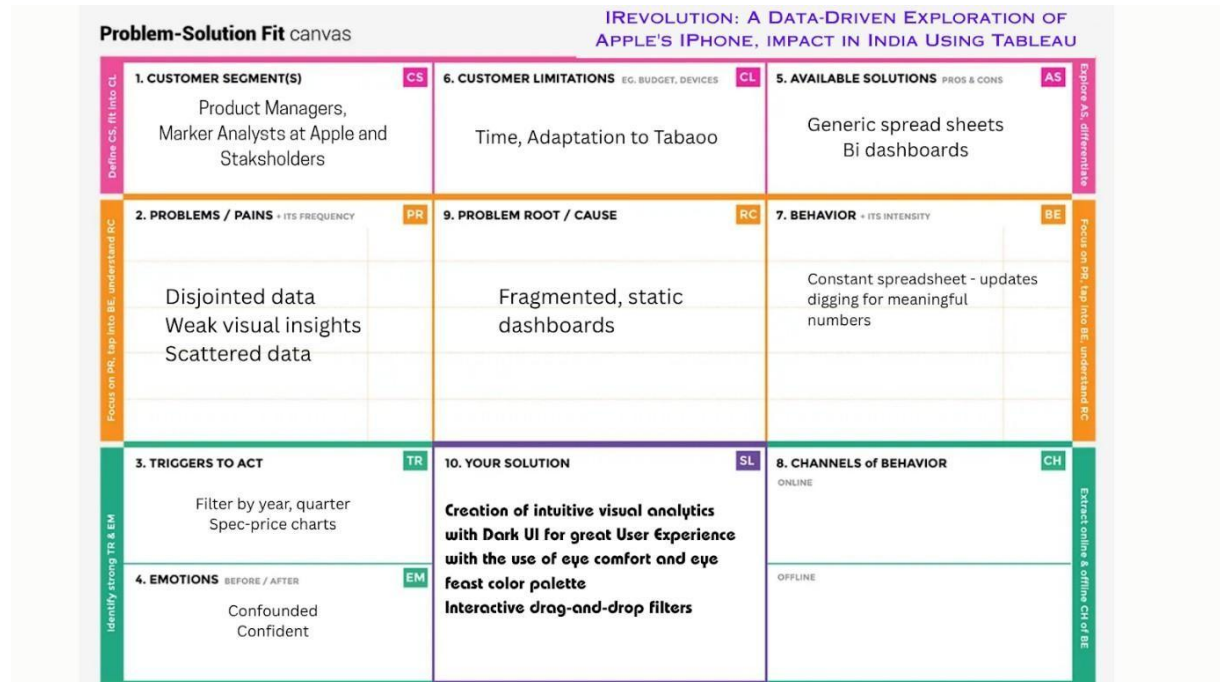 Problem-Solution Fit canvas
IREVOLUTION: A DATA-DRIVEN EXPLORATION OF
APPLE'S IPHONE, IMPACT IN INDIA USING TABLEAU
Define CS, fit into CL
1. CUSTOMER SEGMENT(S)
CS
Product Managers,
Marker Analysts at Apple and
Staksholders
6. CUSTOMER LIMITATIONS EG. BUDGET, DEVICES
CL
Time, Adaptation to Tabaoo
5. AVAILABLE SOLUTIONS PROS & CONS
AS
Generic spread sheets
Bi dashboards
Explore AS, differentiate
Focus on PR, tap into BE, understand RC
2. PROBLEMS / PAINS + ITS FREQUENCY
PR
Disjointed data
Weak visual insights
Scattered data
9. PROBLEM ROOT / CAUSE
RC
Fragmented, static
dashboards
7. BEHAVIOR + ITS INTENSITY
BE
Constant spreadsheet - updates
digging for meaningful
numbers
Focus on PR, tap into BE, understand RC
Identify strong TR & EM
3. TRIGGERS TO ACT
TR
Filter by year, quarter
Spec-price charts
4. EMOTIONS BEFORE / AFTER
EM
Confounded
Confident
10. YOUR SOLUTION
SL
Creation of intuitive visual analytics
with Dark UI for great User Experience
with the use of eye comfort and eye
feast color palette
Interactive drag-and-drop filters
8. CHANNELS of BEHAVIOR
CH
ONLINE
OFFLINE
Extract online & offline CH of BE